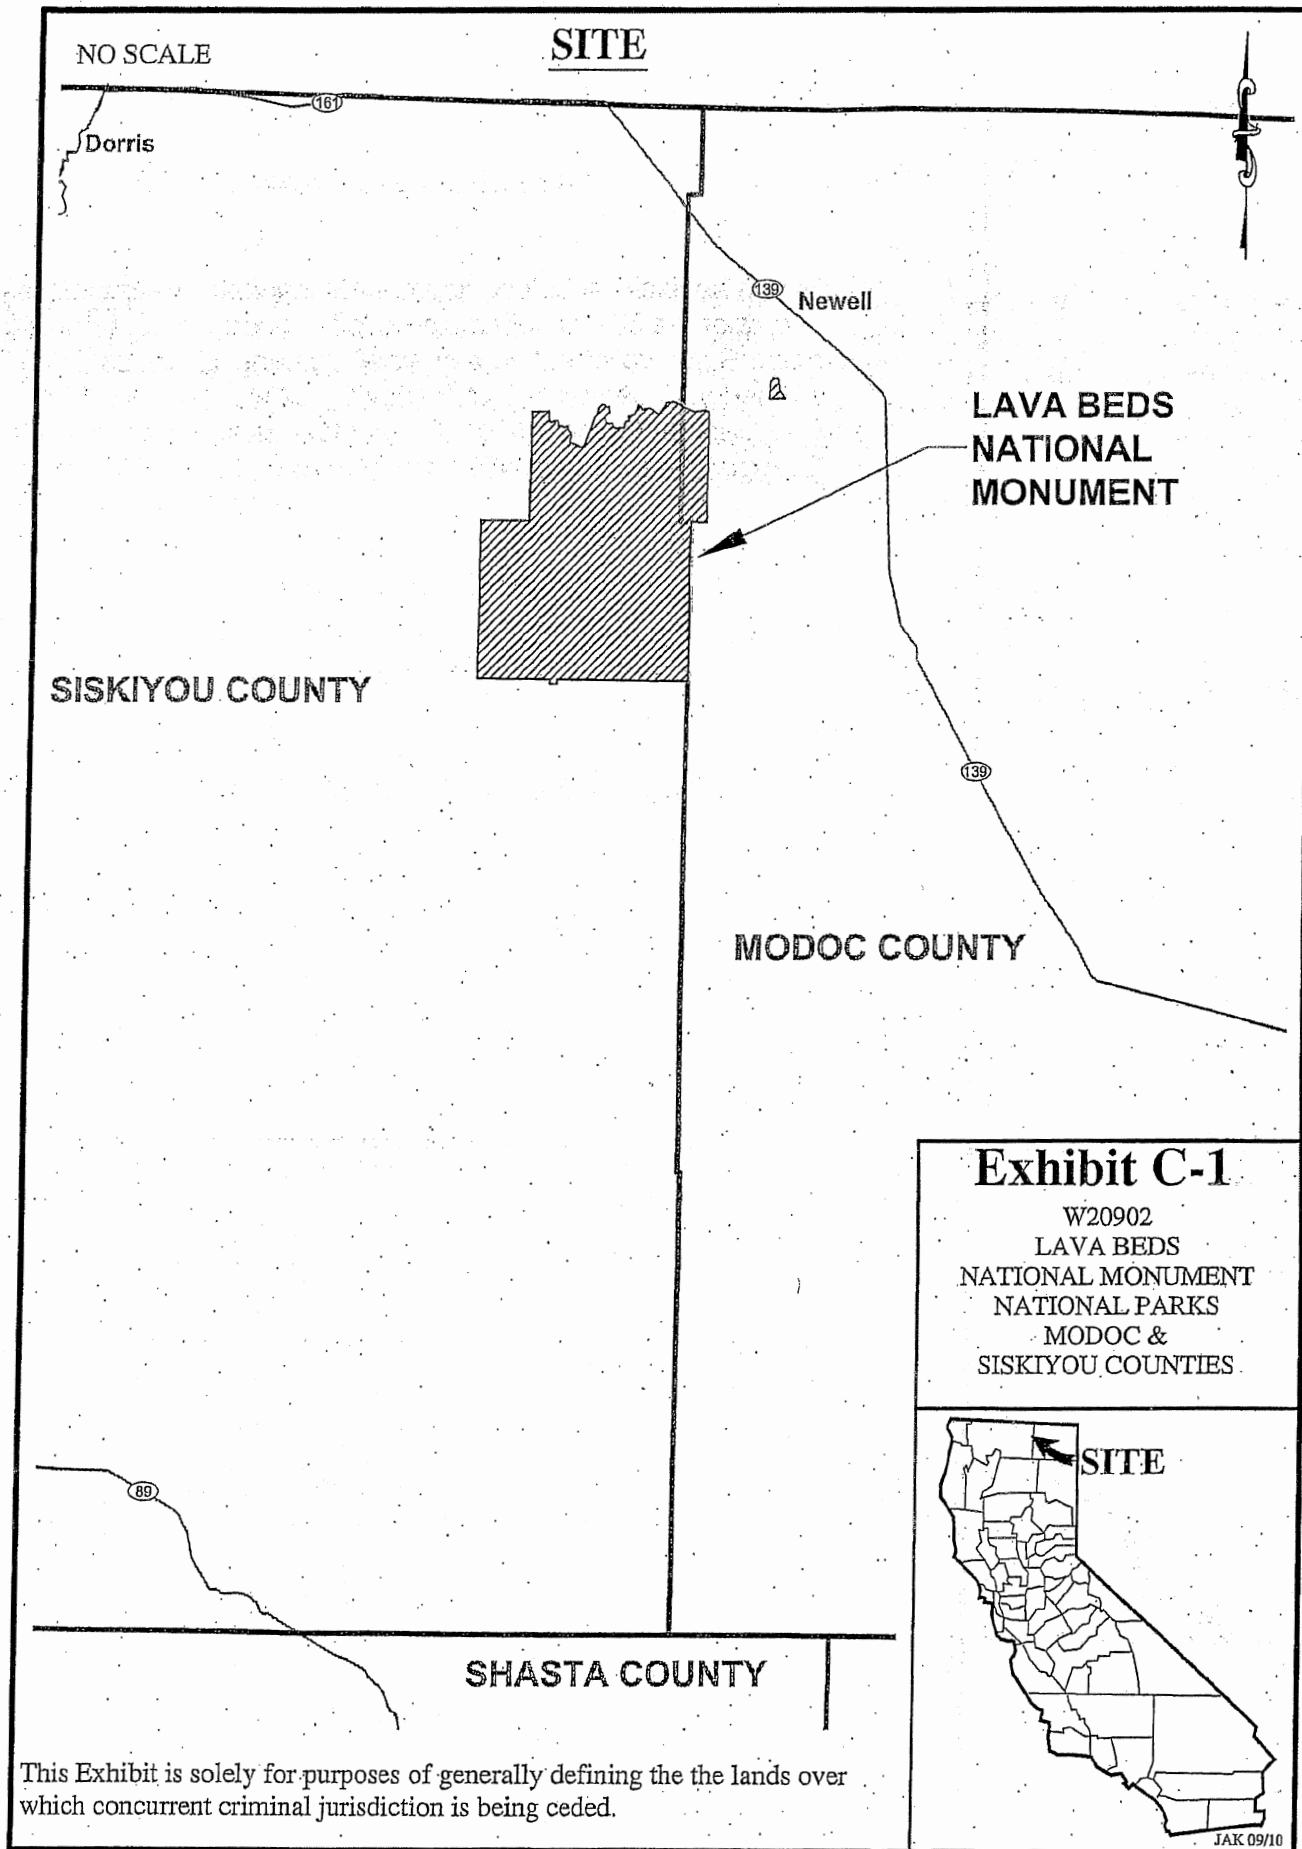 NO SCALE
SITE
161
Dorris
139
Newell
LAVA BEDS
NATIONAL
MONUMENT
SISKIYOU COUNTY
139
MODOC COUNTY
Exhibit C-1
W20902
LAVA BEDS
NATIONAL MONUMENT
NATIONAL PARKS
MODOC &
SISKIYOU COUNTIES
SITE
89
SHASTA COUNTY
This Exhibit is solely for purposes of generally defining the the lands over
which concurrent criminal jurisdiction is being ceded.
JAK 09/10